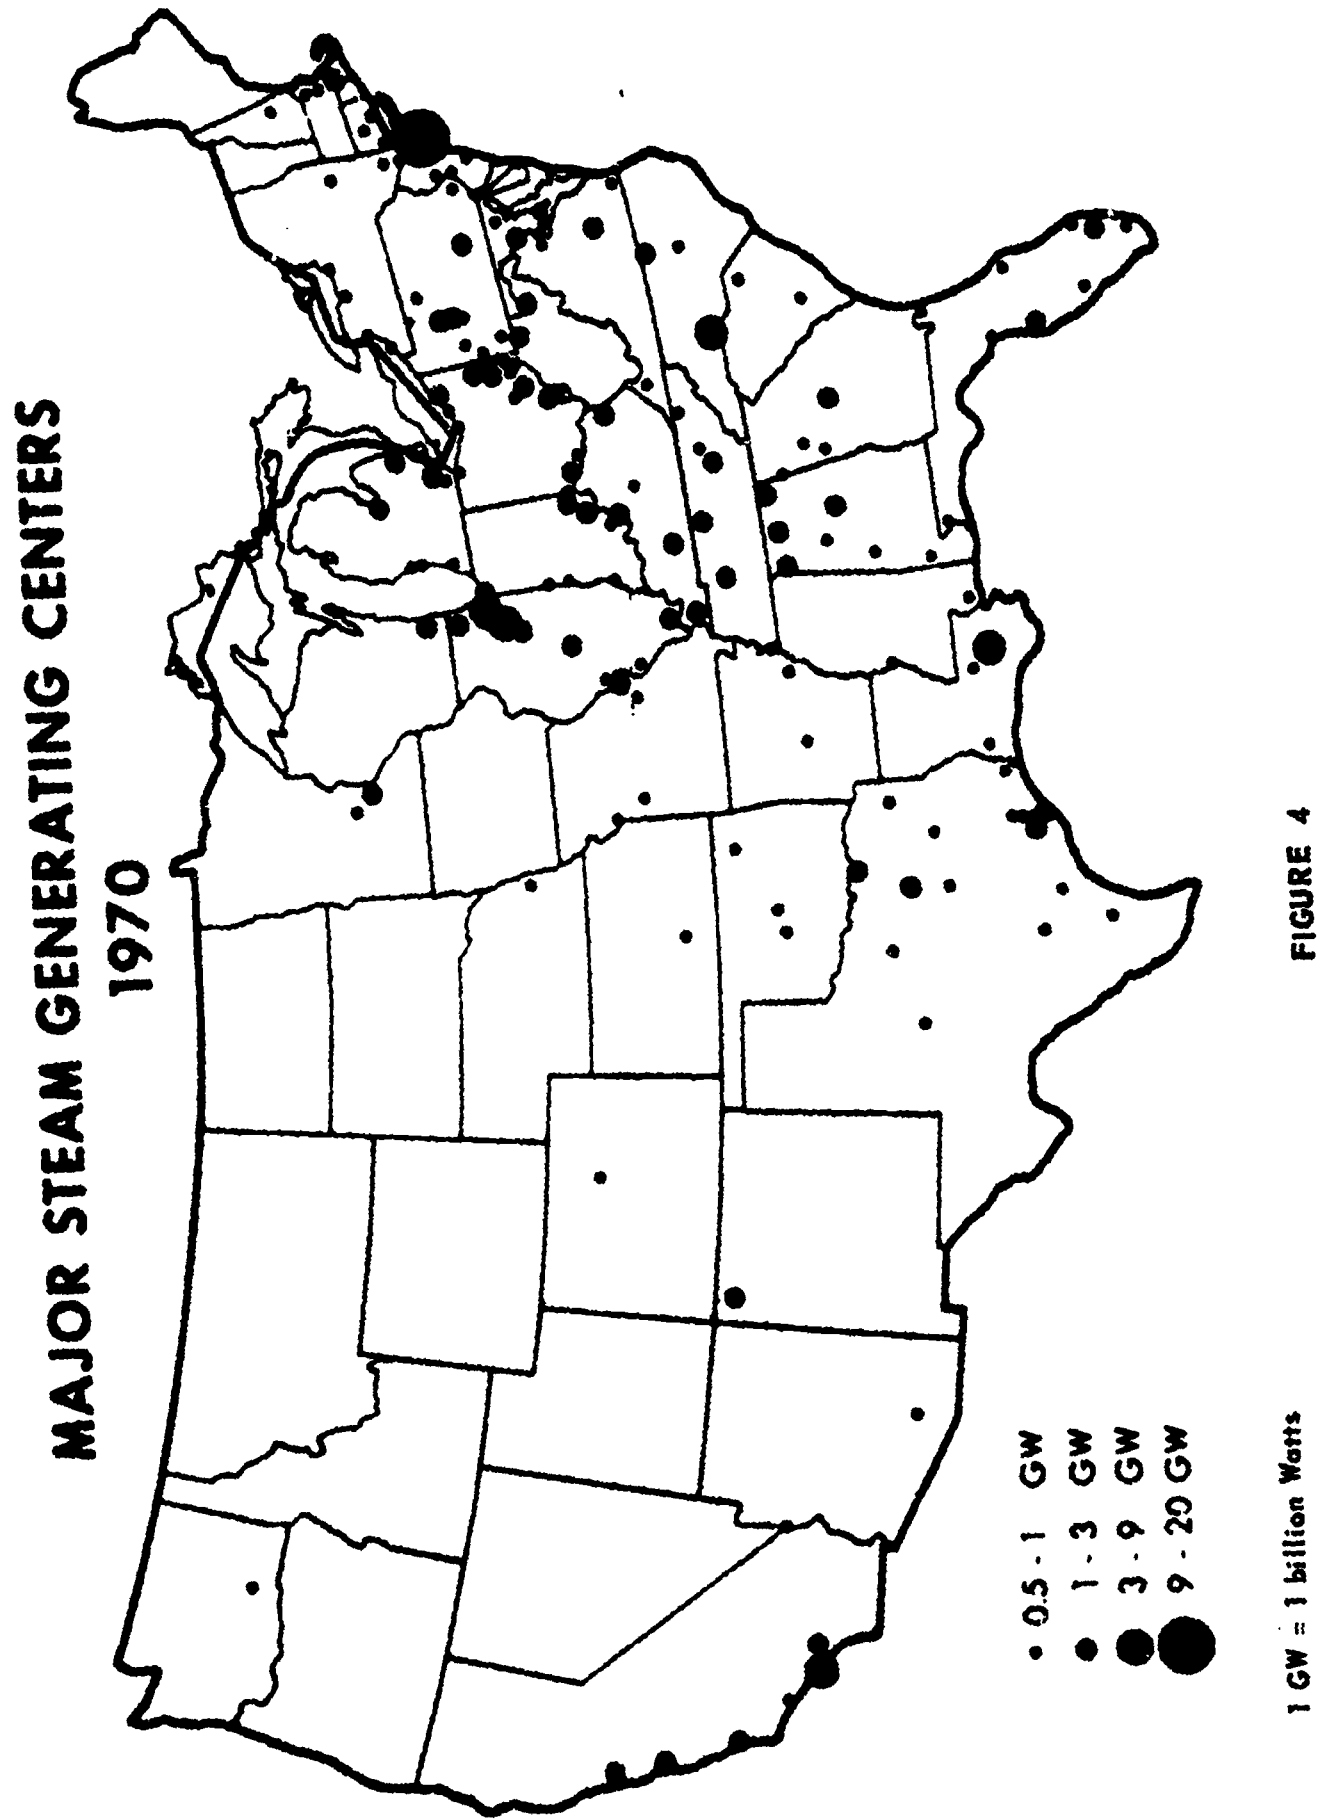 MAJOR STEAM GENERATING CENTERS
1970
0.5 - 1 GW
1 - 3 GW
3 - 9 GW
9 - 20 GW
1 GW = 1 billion Watts
FIGURE 4